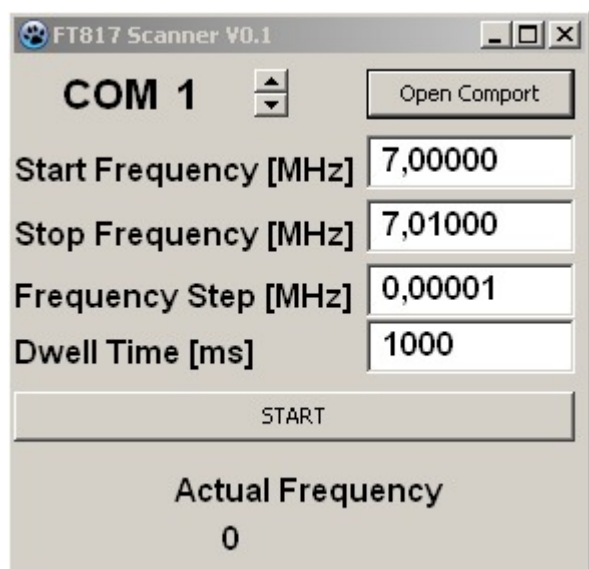 FT817 Scanner V0.1
COM 1
Open Comport
Start Frequency [MHz] 7,00000
Stop Frequency [MHz] 7,01000
Frequency Step [MHz] 0,00001
Dwell Time [ms] 1000
START
Actual Frequency
0